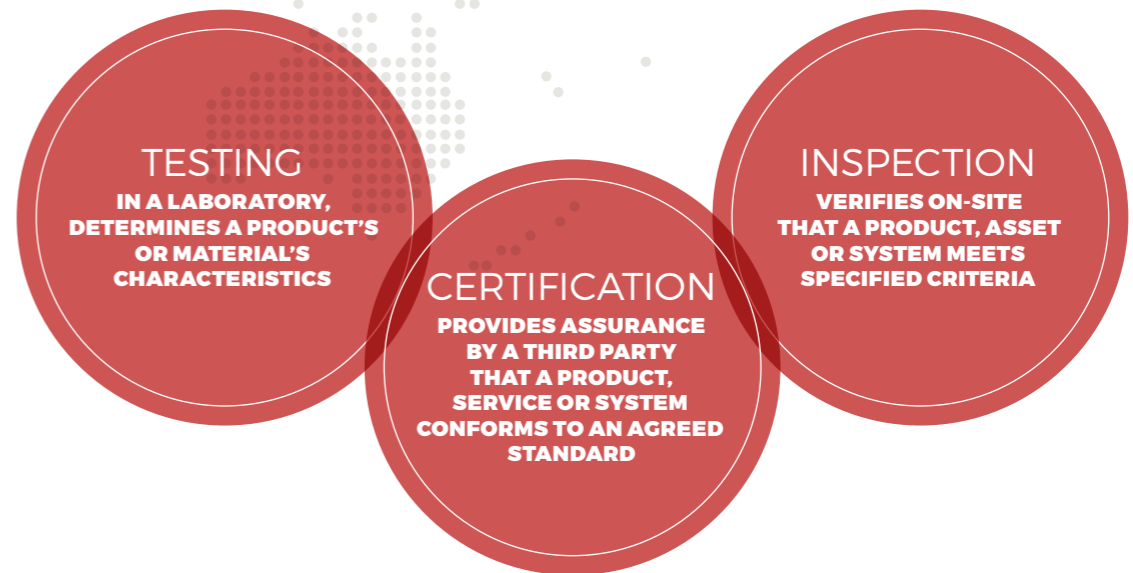 TESTING
IN A LABORATORY,
DETERMINES A PRODUCT’S
OR MATERIAL’S
CHARACTERISTICS
CERTIFICATION
PROVIDES ASSURANCE
BY A THIRD PARTY
THAT A PRODUCT,
SERVICE OR SYSTEM
CONFORMS TO AN AGREED
STANDARD
INSPECTION
VERIFIES ON-SITE
THAT A PRODUCT, ASSET
OR SYSTEM MEETS
SPECIFIED CRITERIA